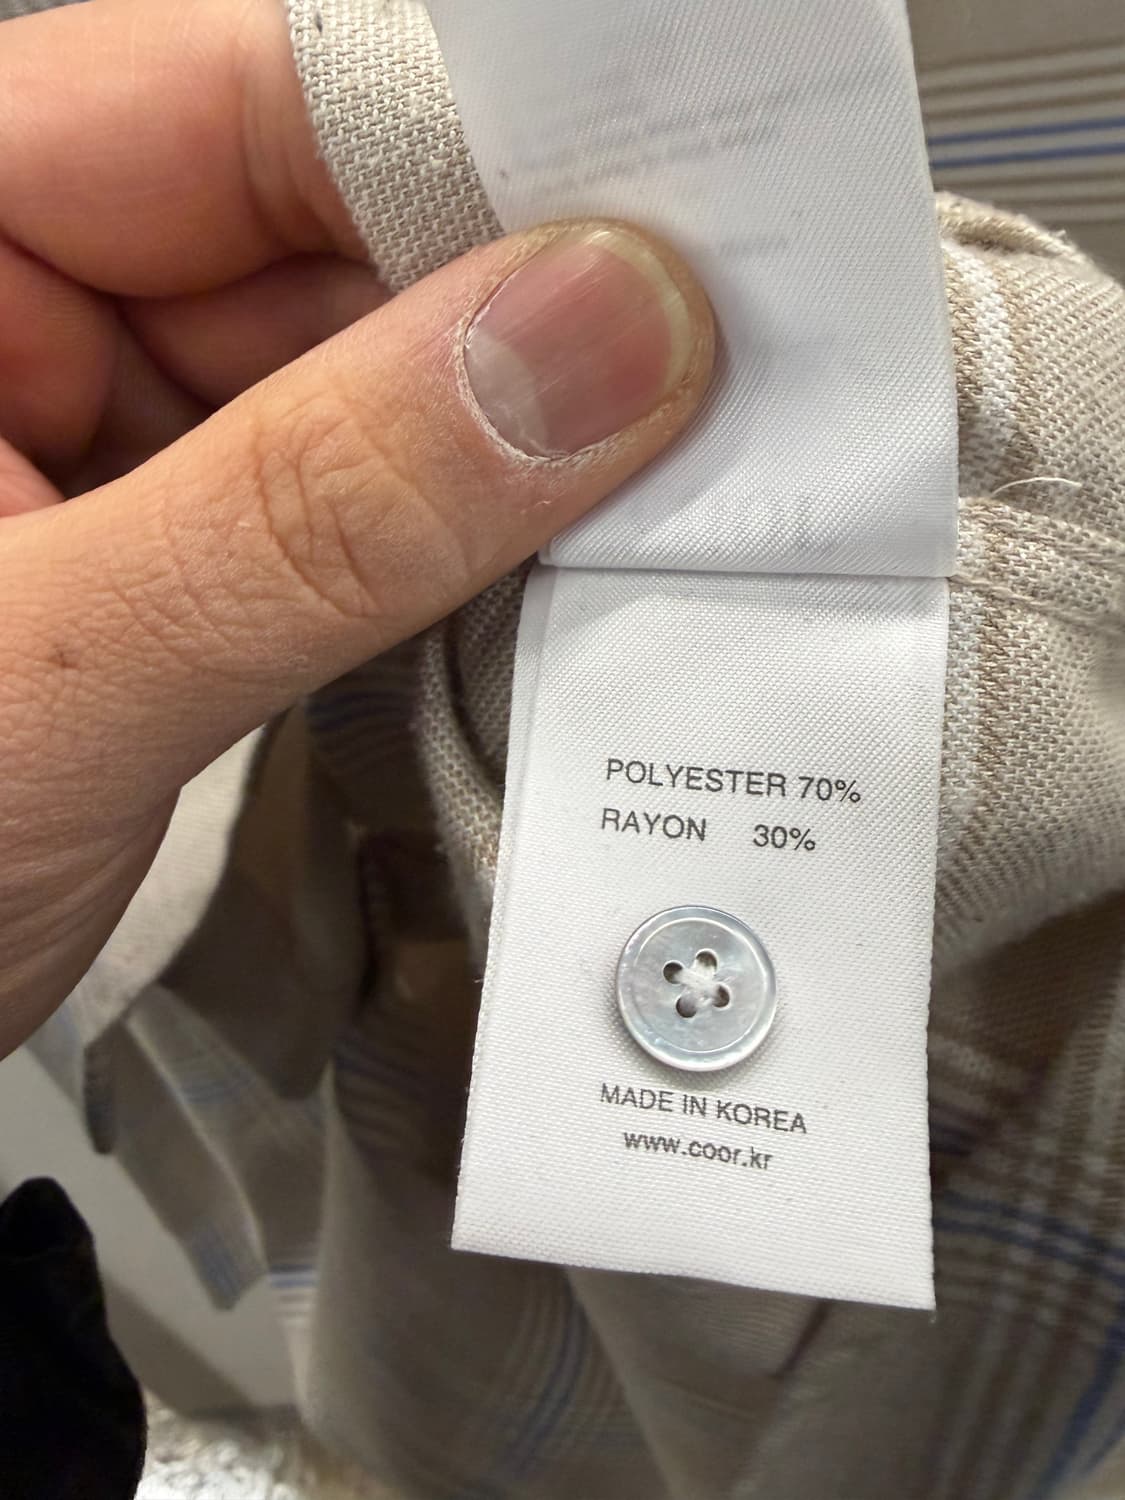 POLYESTER 70%
RAYON 30%
MADE IN KOREA
www.coor.kr